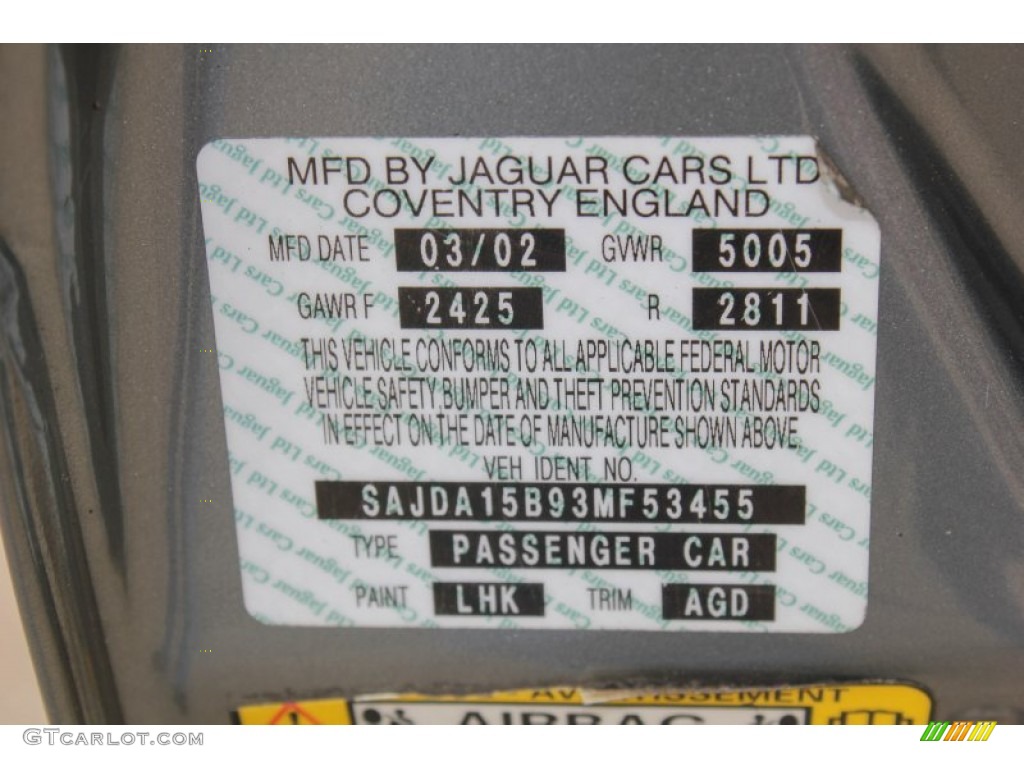 MFD BY JAGUAR CARS LTD
COVENTRY ENGLAND
MFD DATE 03/02 GVWR 5005
GAWR F 2425 R 2811
THIS VEHICLE CONFORMS TO ALL APPLICABLE FEDERAL MOTOR
VEHICLE SAFETY BUMPER AND THEFT PREVENTION STANDARDS
IN EFFECT ON THE DATE OF MANUFACTURE SHOWN ABOVE.
VEH IDENT NO.
SAJDA15B93MF53455
TYPE PASSENGER CAR
PAINT LHK TRIM AGD
AVERTISSEMENT
AIRBAG
GTcarlot.com